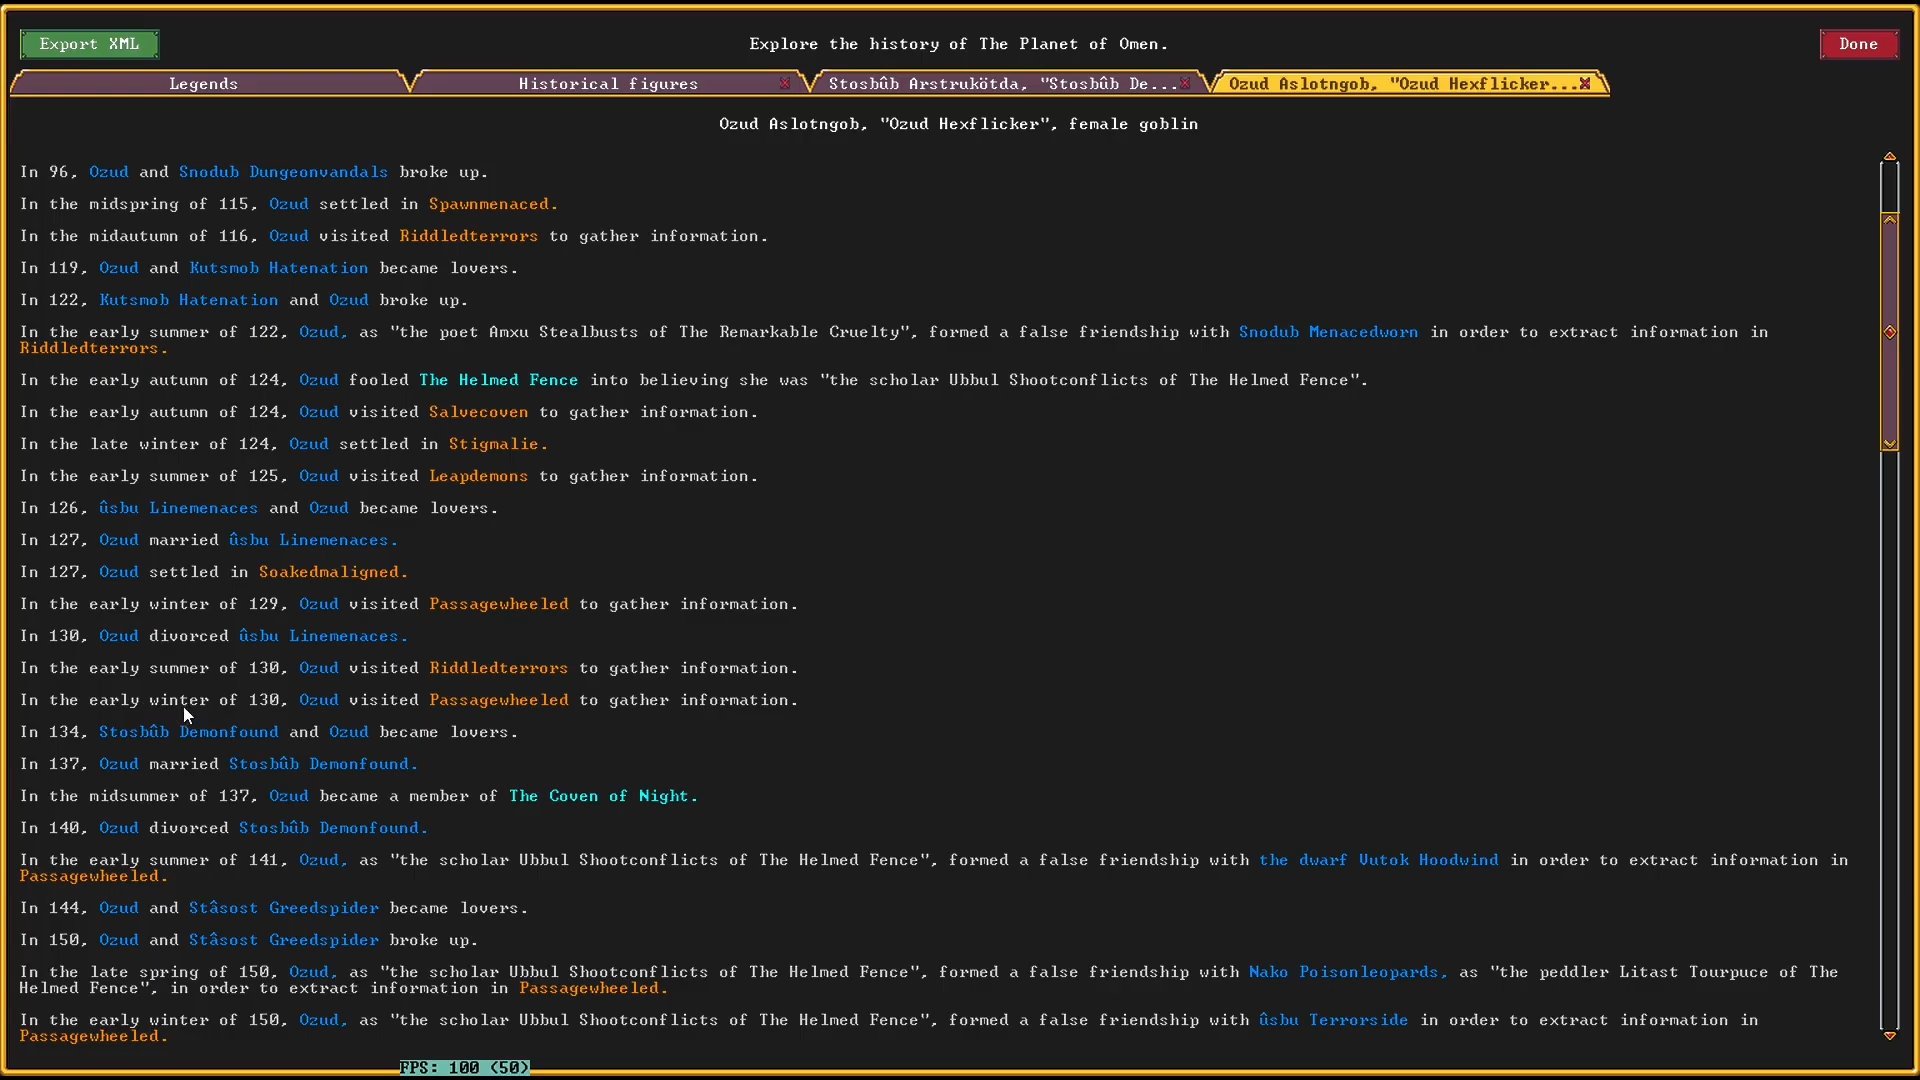 Export XML
Explore the history of The Planet of Omen.
Done
Legends
Historical figures
Stosbûb Arstrukötda, "Stosbûb De...
Ozud Aslotngob, "Ozud Hexflicker...
Ozud Aslotngob, "Ozud Hexflicker", female goblin
In 96, Ozud and Snodub Dungeonvandals broke up.
In the midspring of 115, Ozud settled in Spawnmenaced.
In the midautumn of 116, Ozud visited Riddledterrors to gather information.
In 119, Ozud and Kutsmob Hatenation became lovers.
In 122, Kutsmob Hatenation and Ozud broke up.
In the early summer of 122, Ozud, as "the poet Amxu Stealbusts of The Remarkable Cruelty", formed a false friendship with Snodub Menacedworn in order to extract information in
Riddledterrors.
In the early autumn of 124, Ozud fooled The Helmed Fence into believing she was "the scholar Ubbul Shootconflicts of The Helmed Fence".
In the early autumn of 124, Ozud visited Salvecoven to gather information.
In the late winter of 124, Ozud settled in Stigmalie.
In the early summer of 125, Ozud visited Leapdemons to gather information.
In 126, ûsbu Linemenaces and Ozud became lovers.
In 127, Ozud married ûsbu Linemenaces.
In 127, Ozud settled in Soakedmaligned.
In the early winter of 129, Ozud visited Passagewheeled to gather information.
In 130, Ozud divorced ûsbu Linemenaces.
In the early summer of 130, Ozud visited Riddledterrors to gather information.
In the early winter of 130, Ozud visited Passagewheeled to gather information.
In 134, Stosbûb Demonfound and Ozud became lovers.
In 137, Ozud married Stosbûb Demonfound.
In the midsummer of 137, Ozud became a member of The Coven of Night.
In 140, Ozud divorced Stosbûb Demonfound.
In the early summer of 141, Ozud, as "the scholar Ubbul Shootconflicts of The Helmed Fence", formed a false friendship with the dwarf Vutok Hoodwind in order to extract information in
Passagewheeled.
In 144, Ozud and Stâsost Greedspider became lovers.
In 150, Ozud and Stâsost Greedspider broke up.
In the late spring of 150, Ozud, as "the scholar Ubbul Shootconflicts of The Helmed Fence", formed a false friendship with Nako Poisonleopards, as "the peddler Litast Tourpuce of The
Helmed Fence", in order to extract information in Passagewheeled.
In the early winter of 150, Ozud, as "the scholar Ubbul Shootconflicts of The Helmed Fence", formed a false friendship with ûsbu Terrorside in order to extract information in
Passagewheeled.
FPS: 100 (50)